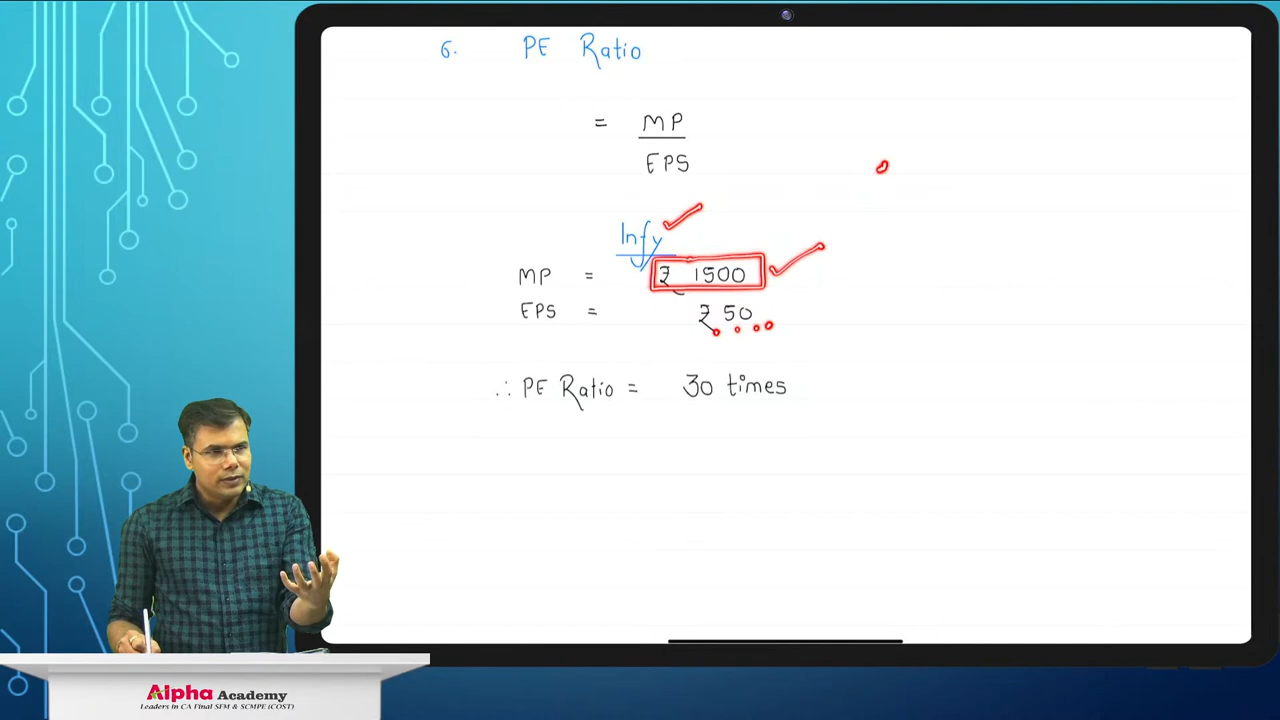 6. PE Ratio
= MP
EPS
Infy
MP = ₹ 1500
EPS = ₹ 50
∴ PE Ratio = 30 times
Alpha Academy
Leaders in CA Final SFM & SCMPE (COST)